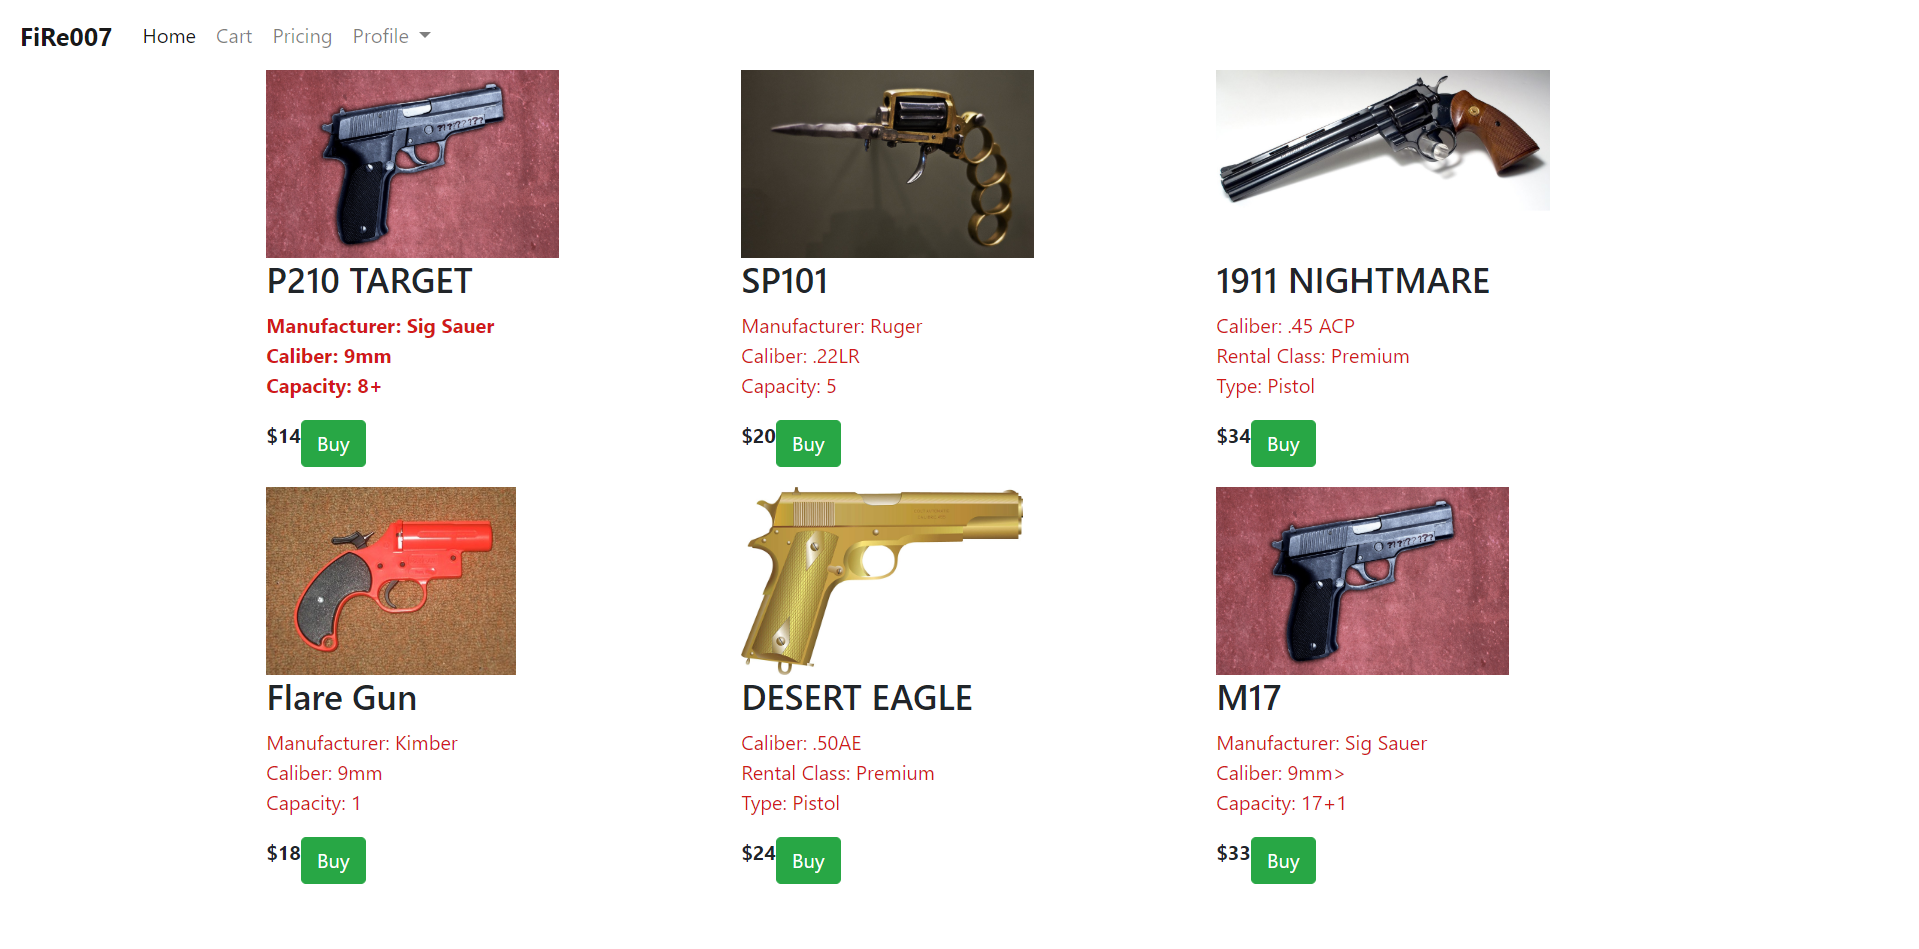 FiRe007 Home Cart Pricing Profile
P210 TARGET
Manufacturer: Sig Sauer
Caliber: 9mm
Capacity: 8+
$14 Buy
SP101
Manufacturer: Ruger
Caliber: .22LR
Capacity: 5
$20 Buy
1911 NIGHTMARE
Caliber: .45 ACP
Rental Class: Premium
Type: Pistol
$34 Buy
Flare Gun
Manufacturer: Kimber
Caliber: 9mm
Capacity: 1
$18 Buy
DESERT EAGLE
Caliber: .50AE
Rental Class: Premium
Type: Pistol
$24 Buy
M17
Manufacturer: Sig Sauer
Caliber: 9mm>
Capacity: 17+1
$33 Buy